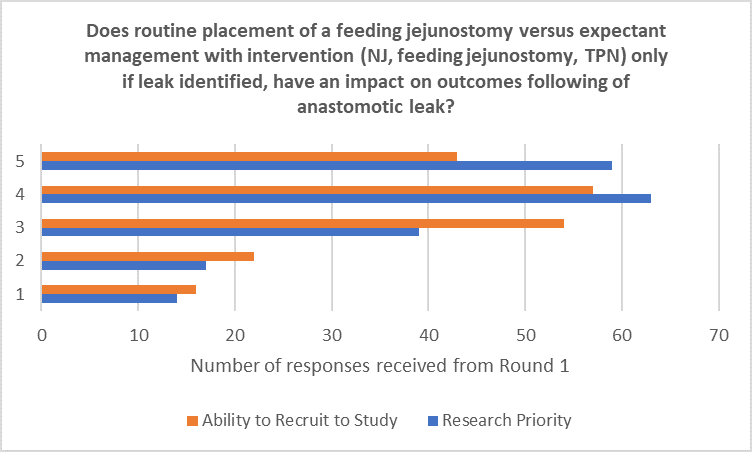 Does routine placement of a feeding jejunostomy versus expectant
management with intervention (NJ, feeding jejunostomy, TPN) only
if leak identified, have an impact on outcomes following of
anastomotic leak?
5
4
3
2
1
0 10 20 30 40 50 60 70
Number of responses received from Round 1
Ability to Recruit to Study Research Priority